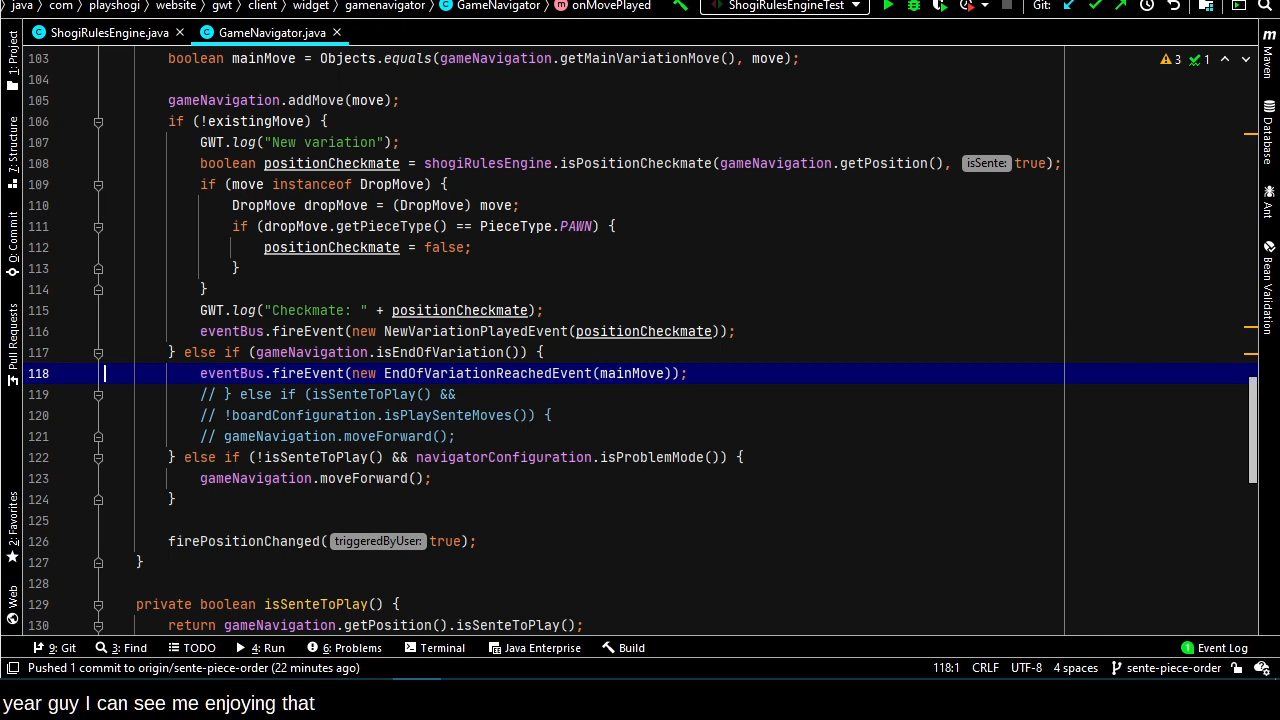 java › com › playshogi › website › gwt › client › widget › gamenavigator › GameNavigator › onMovePlayed ShogiRulesEngineTest Git:
ShogiRulesEngine.java GameNavigator.java
103 boolean mainMove = Objects.equals(gameNavigation.getMainVariationMove(), move); 3 1
104
105 gameNavigation.addMove(move);
106 if (!existingMove) {
107 GWT.log("New variation");
108 boolean positionCheckmate = shogiRulesEngine.isPositionCheckmate(gameNavigation.getPosition(), isSente: true);
109 if (move instanceof DropMove) {
110 DropMove dropMove = (DropMove) move;
111 if (dropMove.getPieceType() == PieceType.PAWN) {
112 positionCheckmate = false;
113 }
114 }
115 GWT.log("Checkmate: " + positionCheckmate);
116 eventBus.fireEvent(new NewVariationPlayedEvent(positionCheckmate));
117 } else if (gameNavigation.isEndOfVariation()) {
118 eventBus.fireEvent(new EndOfVariationReachedEvent(mainMove));
119 // } else if (isSenteToPlay() &&
120 // !boardConfiguration.isPlaySenteMoves()) {
121 // gameNavigation.moveForward();
122 } else if (!isSenteToPlay() && navigatorConfiguration.isProblemMode()) {
123 gameNavigation.moveForward();
124 }
125
126 firePositionChanged( triggeredByUser: true);
127 }
128
129 private boolean isSenteToPlay() {
130 return gameNavigation.getPosition().isSenteToPlay();
1: Project
7: Structure
0: Commit
Pull Requests
2: Favorites
Web
m
Maven
Database
Ant
Bean Validation
9: Git 3: Find TODO 4: Run 6: Problems Terminal Java Enterprise Build 1 Event Log
Pushed 1 commit to origin/sente-piece-order (22 minutes ago) 118:1 CRLF UTF-8 4 spaces sente-piece-order
year guy I can see me enjoying that